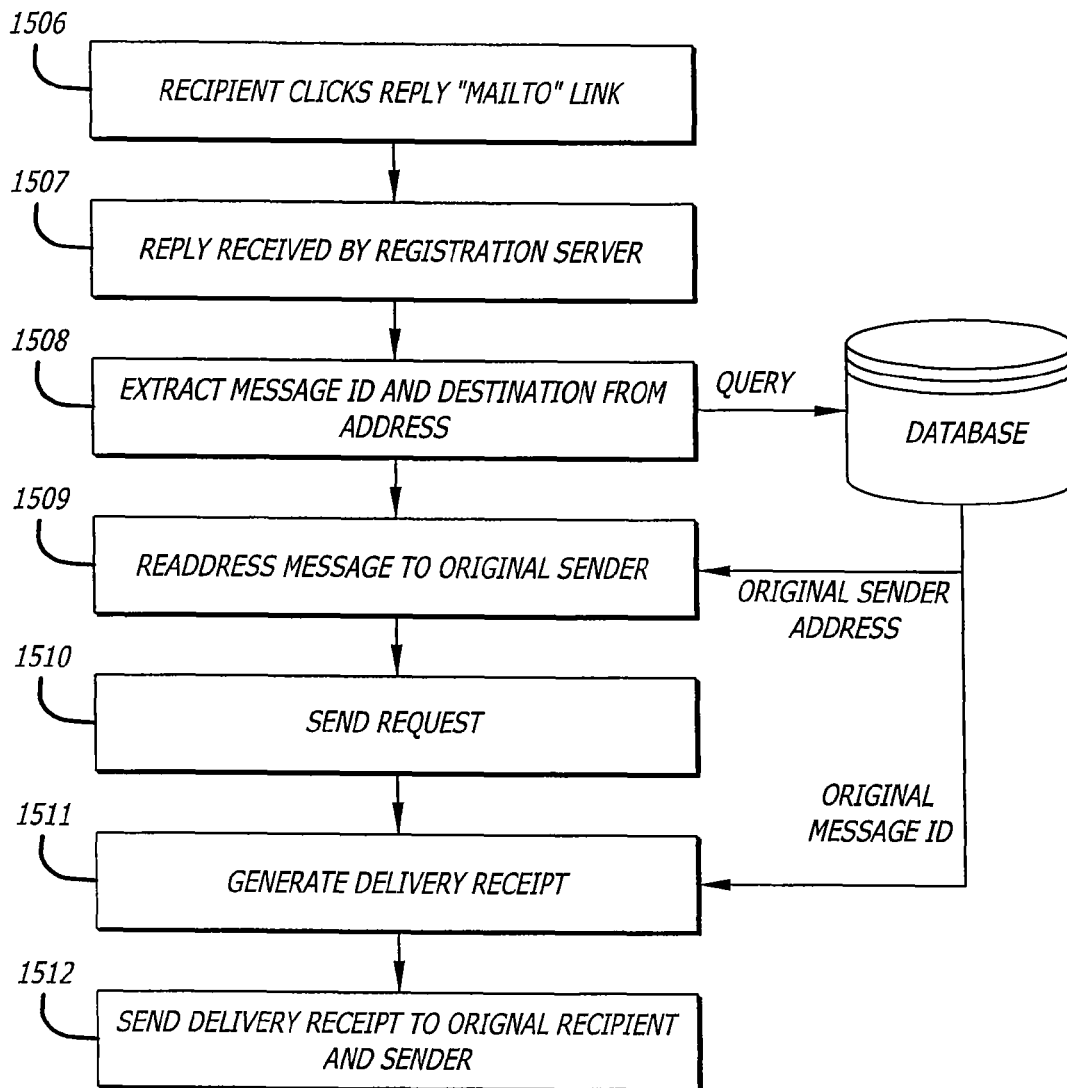 1506
RECIPIENT CLICKS REPLY "MAILTO" LINK
1507
REPLY RECEIVED BY REGISTRATION SERVER
1508
EXTRACT MESSAGE ID AND DESTINATION FROM
ADDRESS
QUERY
DATABASE
1509
READDRESS MESSAGE TO ORIGINAL SENDER
ORIGINAL SENDER
ADDRESS
1510
SEND REQUEST
ORIGINAL
MESSAGE ID
1511
GENERATE DELIVERY RECEIPT
1512
SEND DELIVERY RECEIPT TO ORIGNAL RECIPIENT
AND SENDER